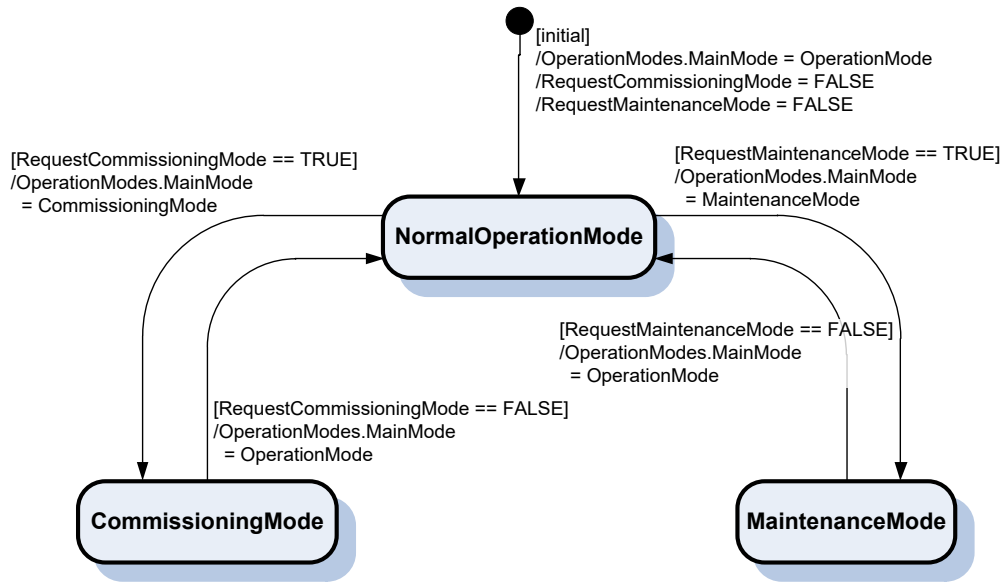 [initial]
/OperationModes.MainMode = OperationMode
/RequestCommissioningMode = FALSE
/RequestMaintenanceMode = FALSE
[RequestCommissioningMode == TRUE]
/OperationModes.MainMode
= CommissioningMode
[RequestMaintenanceMode == TRUE]
/OperationModes.MainMode
= MaintenanceMode
NormalOperationMode
[RequestMaintenanceMode == FALSE]
/OperationModes.MainMode
= OperationMode
[RequestCommissioningMode == FALSE]
/OperationModes.MainMode
= OperationMode
CommissioningMode
MaintenanceMode